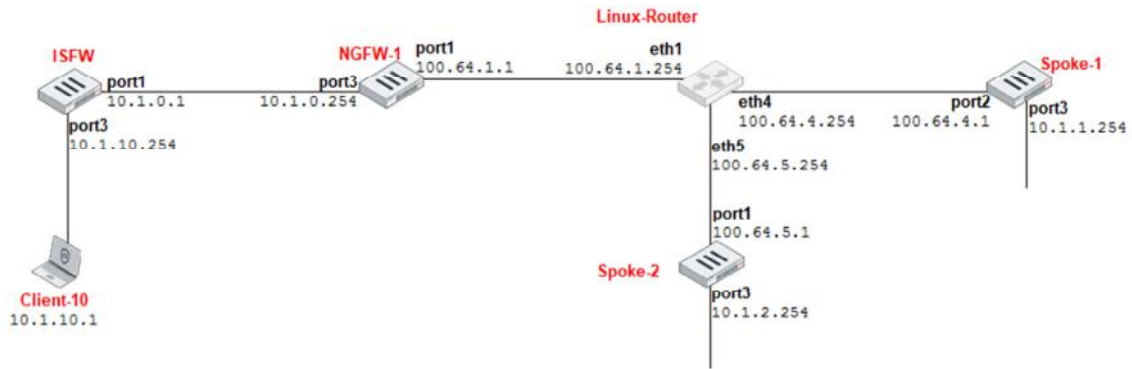 Linux-Router
ISFW
NGFW-1
port1
100.64.1.1
eth1
100.64.1.254
port1
10.1.0.1
port3
10.1.0.254
Spoke-1
port3
10.1.10.254
eth4
100.64.4.254
port2
100.64.4.1
port3
10.1.1.254
eth5
100.64.5.254
port1
100.64.5.1
Spoke-2
port3
10.1.2.254
Client-10
10.1.10.1